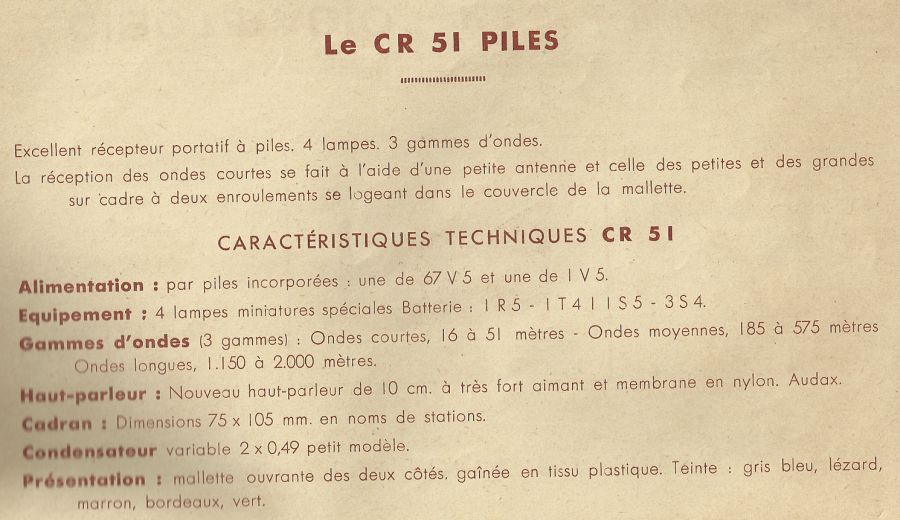 Le CR 51 PILES
Excellent récepteur portatif à piles. 4 lampes. 3 gammes d'ondes.
La réception des ondes courtes se fait à l'aide d'une petite antenne et celle des petites et des grandes
sur cadre à deux enroulements se logeant dans le couvercle de la mallette.
CARACTÉRISTIQUES TECHNIQUES CR 51
Alimentation : par piles incorporées : une de 67 V 5 et une de 1 V 5.
Equipement : 4 lampes miniatures spéciales Batterie : 1 R 5 - 1 T 4 1 1 S 5 - 3 S 4.
Gammes d'ondes (3 gammes) : Ondes courtes, 16 à 51 mètres - Ondes moyennes, 185 à 575 mètres
Ondes longues, 1.150 à 2.000 mètres.
Haut-parleur : Nouveau haut-parleur de 10 cm. à très fort aimant et membrane en nylon. Audax.
Cadran : Dimensions 75 x 105 mm. en noms de stations.
Condensateur variable 2 x 0,49 petit modèle.
Présentation : mallette ouvrante des deux côtés, gaînée en tissu plastique. Teinte : gris bleu, lézard,
marron, bordeaux, vert.